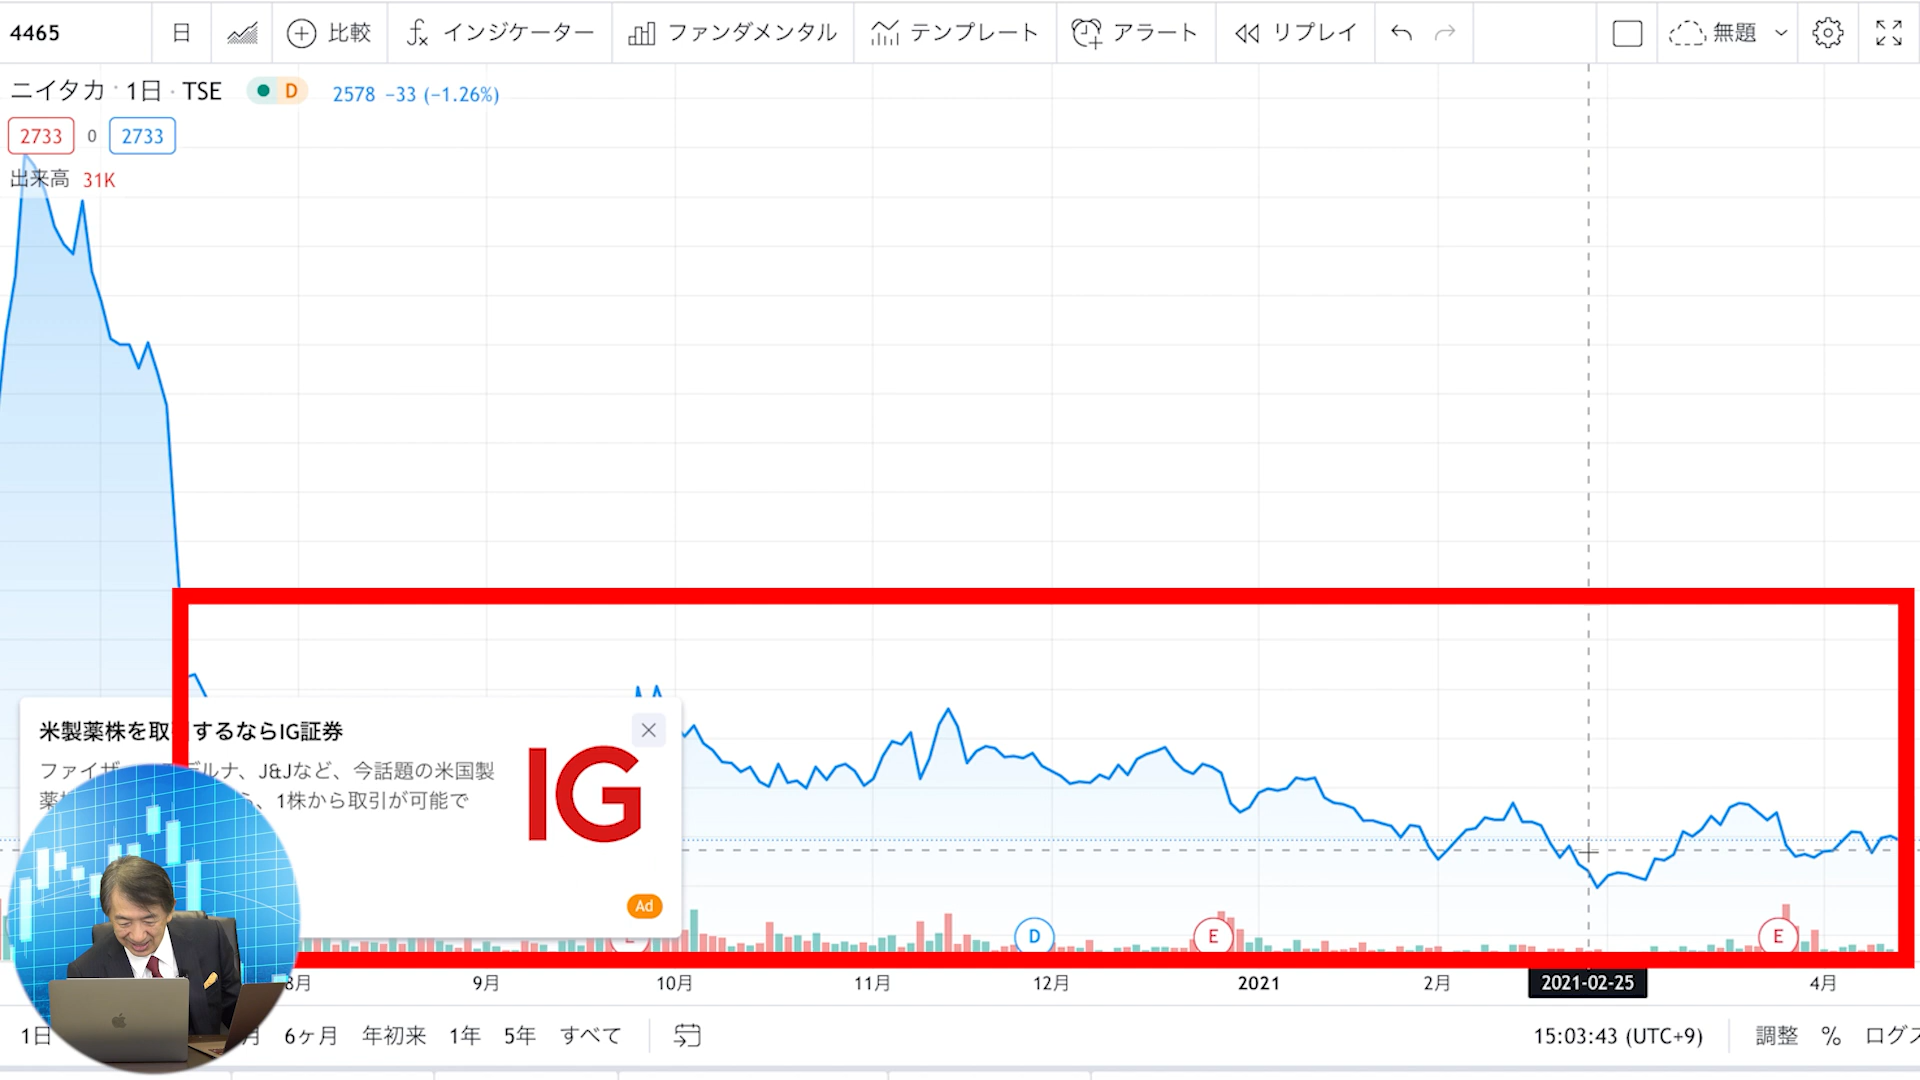 4465 日 比較 インジケーター ファンダメンタル テンプレート アラート リプレイ 無題
ニイタカ · 1日 · TSE D 2578 −33 (−1.26%)
2733 0 2733
出来高 31K
米製薬株を取 するならIG証券
デルナ、J&Jなど、今話題の米国製
、1株から取引が可能で
IG
Ad
D E E
9月 10月 11月 12月 2021 2月 2021-02-25 4月
1日 6ヶ月 年初来 1年 5年 すべて 15:03:43 (UTC+9) 調整 %